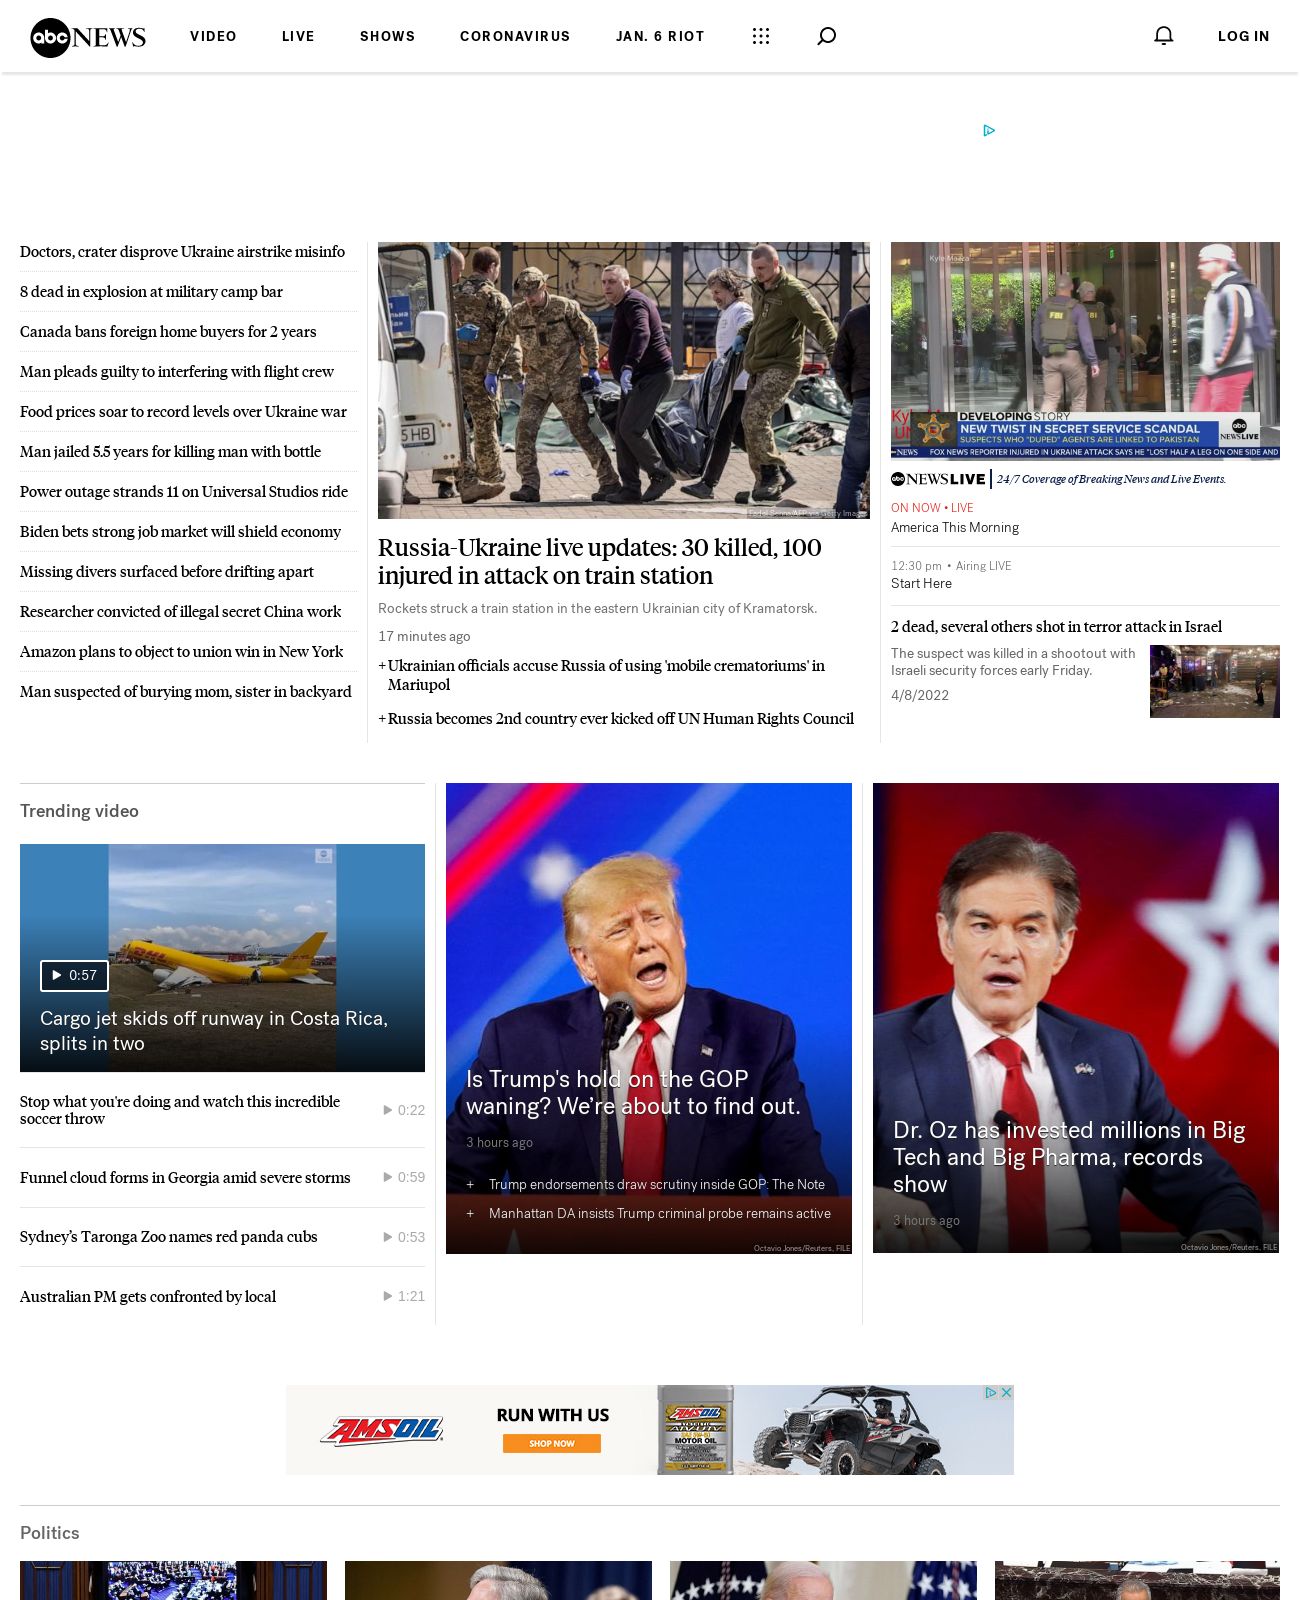 abc NEWS
VIDEO
LIVE
SHOWS
CORONAVIRUS
JAN. 6 RIOT
LOG IN
Doctors, crater disprove Ukraine airstrike misinfo
8 dead in explosion at military camp bar
Canada bans foreign home buyers for 2 years
Man pleads guilty to interfering with flight crew
Food prices soar to record levels over Ukraine war
Man jailed 5.5 years for killing man with bottle
Power outage strands 11 on Universal Studios ride
Biden bets strong job market will shield economy
Missing divers surfaced before drifting apart
Researcher convicted of illegal secret China work
Amazon plans to object to union win in New York
Man suspected of burying mom, sister in backyard
5 HB
Russia-Ukraine live updates: 30 killed, 100
injured in attack on train station
Rockets struck a train station in the eastern Ukrainian city of Kramatorsk.
17 minutes ago
+ Ukrainian officials accuse Russia of using 'mobile crematoriums' in
Mariupol
+ Russia becomes 2nd country ever kicked off UN Human Rights Council
Kyle Mazza
FBI
DEVELOPING STORY
NEW TWIST IN SECRET SERVICE SCANDAL
SUSPECTS WHO "DUPED" AGENTS ARE LINKED TO PAKISTAN
abc NEWS LIVE
NEWS FOX NEWS REPORTER INJURED IN UKRAINE ATTACK SAYS HE "LOST HALF A LEG ON ONE SIDE AND
abc NEWS LIVE 24/7 Coverage of Breaking News and Live Events.
ON NOW • LIVE
America This Morning
12:30 pm • Airing LIVE
Start Here
2 dead, several others shot in terror attack in Israel
The suspect was killed in a shootout with
Israeli security forces early Friday.
4/8/2022
Trending video
DHL
0:57
Cargo jet skids off runway in Costa Rica,
splits in two
Stop what you're doing and watch this incredible
soccer throw
0:22
Funnel cloud forms in Georgia amid severe storms
0:59
Sydney's Taronga Zoo names red panda cubs
0:53
Australian PM gets confronted by local
1:21
Is Trump's hold on the GOP
waning? We're about to find out.
3 hours ago
+ Trump endorsements draw scrutiny inside GOP: The Note
+ Manhattan DA insists Trump criminal probe remains active
Octavio Jones/Reuters, FILE
Dr. Oz has invested millions in Big
Tech and Big Pharma, records
show
3 hours ago
Octavio Jones/Reuters, FILE
AMSOIL
RUN WITH US
SHOP NOW
AMSOIL
MOTOR OIL
Politics